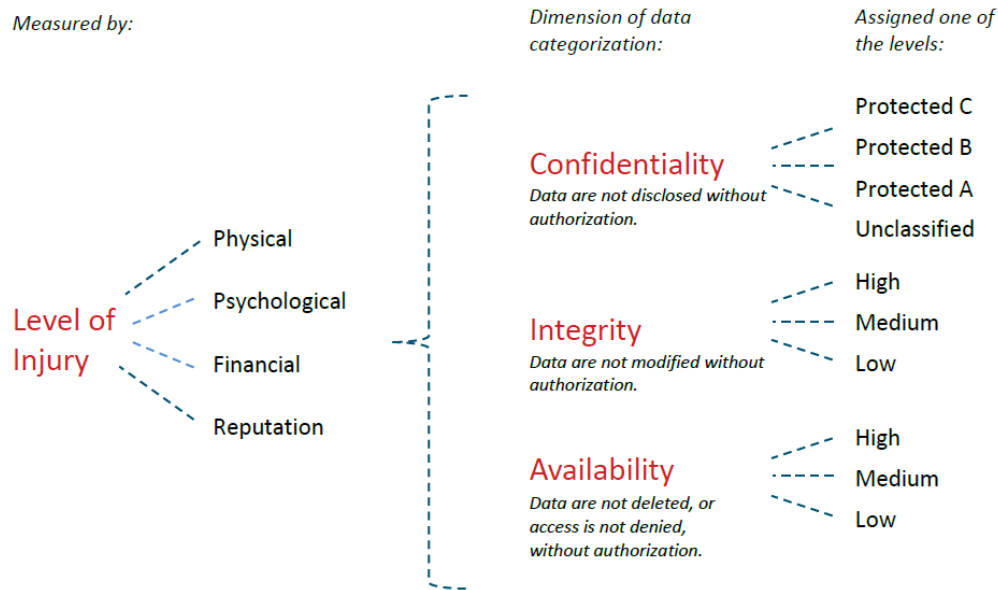 Measured by:
Dimension of data
categorization:
Assigned one of
the levels:
Level of
Injury
Physical
Psychological
Financial
Reputation
Confidentiality
Data are not disclosed without
authorization.
Protected C
Protected B
Protected A
Unclassified
Integrity
Data are not modified without
authorization.
High
Medium
Low
Availability
Data are not deleted, or
access is not denied,
without authorization.
High
Medium
Low